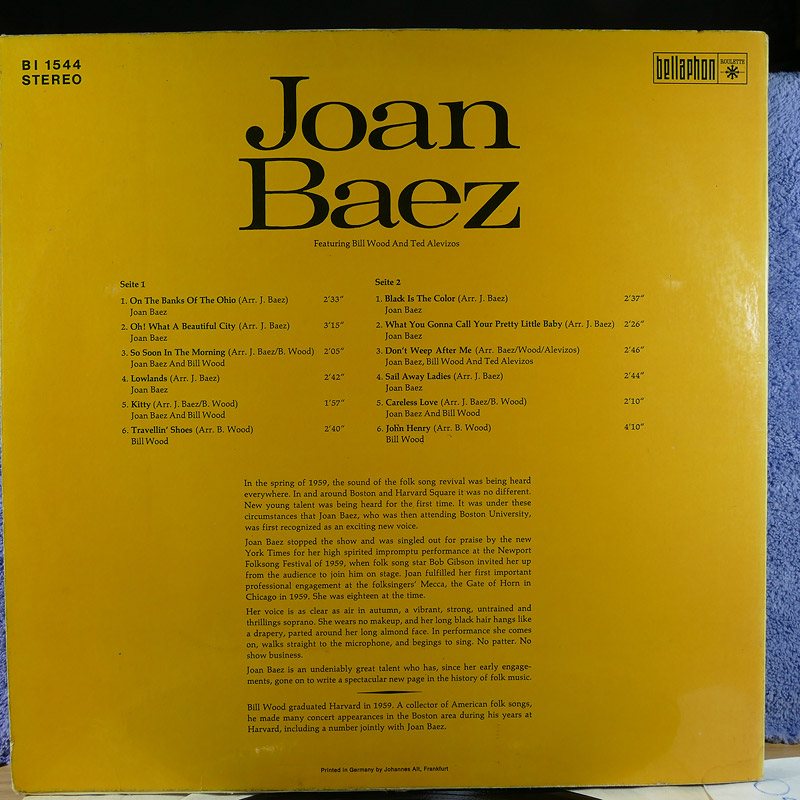 BI 1544
STEREO
bellaphon
ROULETTE
Joan
Baez
Featuring Bill Wood And Ted Alevizos
Seite 1
1. On The Banks Of The Ohio (Arr. J. Baez) 2'33"
Joan Baez
2. Oh! What A Beautiful City (Arr. J. Baez) 3'15"
Joan Baez
3. So Soon In The Morning (Arr. J. Baez/B. Wood) 2'05"
Joan Baez And Bill Wood
4. Lowlands (Arr. J. Baez) 2'42"
Joan Baez
5. Kitty (Arr. J. Baez/B. Wood) 1'57"
Joan Baez And Bill Wood
6. Travellin' Shoes (Arr. B. Wood) 2'40"
Bill Wood
Seite 2
1. Black Is The Color (Arr. J. Baez) 2'37"
Joan Baez
2. What You Gonna Call Your Pretty Little Baby (Arr. J. Baez) 2'26"
Joan Baez
3. Don't Weep After Me (Arr. Baez/Wood/Alevizos) 2'46"
Joan Baez, Bill Wood And Ted Alevizos
4. Sail Away Ladies (Arr. J. Baez) 2'44"
Joan Baez
5. Careless Love (Arr. J. Baez/B. Wood) 2'10"
Joan Baez And Bill Wood
6. John Henry (Arr. B. Wood) 4'10"
Bill Wood
In the spring of 1959, the sound of the folk song revival was being heard
everywhere. In and around Boston and Harvard Square it was no different.
New young talent was being heard for the first time. It was under these
circumstances that Joan Baez, who was then attending Boston University,
was first recognized as an exciting new voice.
Joan Baez stopped the show and was singled out for praise by the new
York Times for her high spirited impromptu performance at the Newport
Folksong Festival of 1959, when folk song star Bob Gibson invited her up
from the audience to join him on stage. Joan fulfilled her first important
professional engagement at the folksingers' Mecca, the Gate of Horn in
Chicago in 1959. She was eighteen at the time.
Her voice is as clear as air in autumn, a vibrant, strong, untrained and
thrillings soprano. She wears no makeup, and her long black hair hangs like
a drapery, parted around her long almond face. In performance she comes
on, walks straight to the microphone, and begings to sing. No patter. No
show business.
Joan Baez is an undeniably great talent who has, since her early engage-
ments, gone on to write a spectacular new page in the history of folk music.
Bill Wood graduated Harvard in 1959. A collector of American folk songs,
he made many concert appearances in the Boston area during his years at
Harvard, including a number jointly with Joan Baez.
Printed in Germany by Johannes Alt, Frankfurt